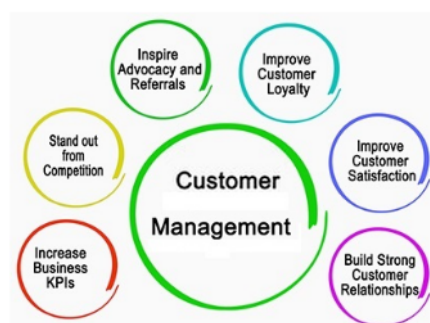 Inspire
Advocacy and
Referrals
Improve
Customer
Loyalty
Stand out
from
Competition
Improve
Customer
Satisfaction
Customer
Management
Increase
Business
KPIs
Build Strong
Customer
Relationships